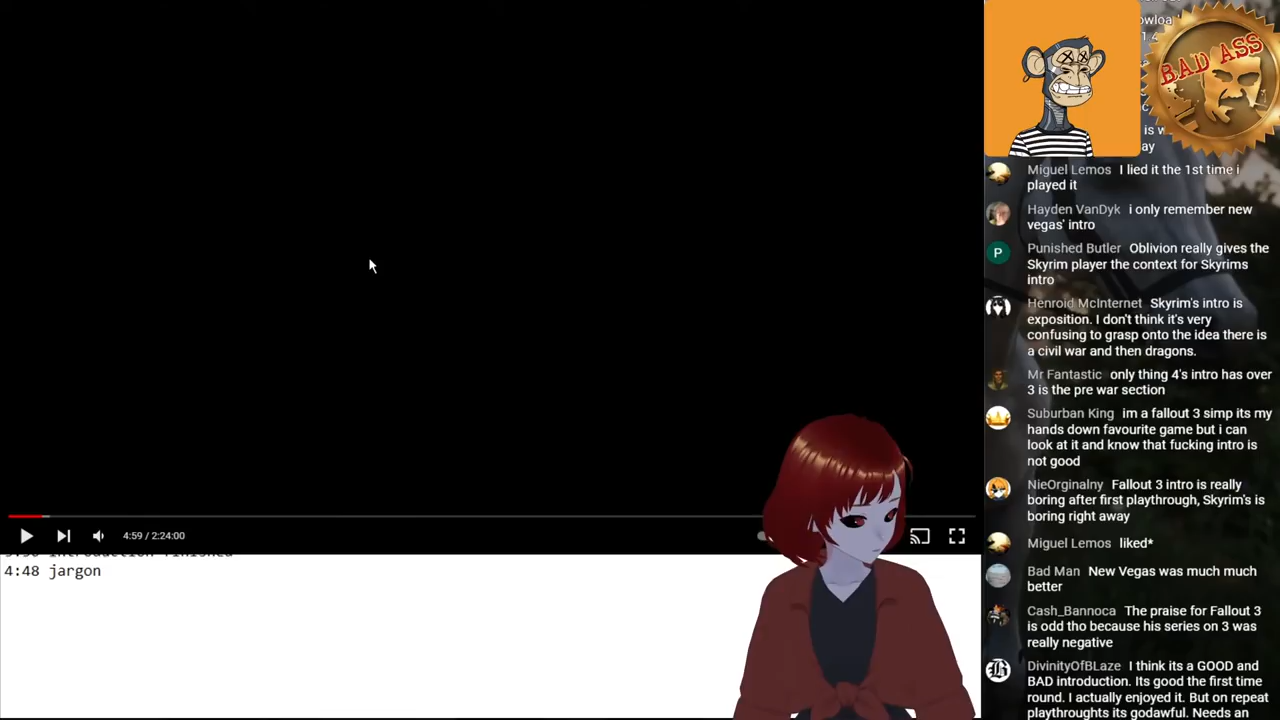 BAD ASS
Miguel Lemos I lied it the 1st time i
played it
Hayden VanDyk i only remember new
vegas' intro
P
Punished Butler Oblivion really gives the
Skyrim player the context for Skyrims
intro
Henroid McInternet Skyrim's intro is
exposition. I don't think it's very
confusing to grasp onto the idea there is
a civil war and then dragons.
Mr Fantastic only thing 4's intro has over
3 is the pre war section
Suburban King im a fallout 3 simp its my
hands down favourite game but i can
look at it and know that fucking intro is
not good
NieOrginalny Fallout 3 intro is really
boring after first playthrough, Skyrim's is
boring right away
Miguel Lemos liked*
Bad Man New Vegas was much much
better
Cash_Bannoca The praise for Fallout 3
is odd tho because his series on 3 was
really negative
DivinityOfBLaze I think its a GOOD and
BAD introduction. Its good the first time
round. I actually enjoyed it. But on repeat
playthroughts its godawful. Needs an
4:59 / 2:24:00
introduction finished
4:48 jargon